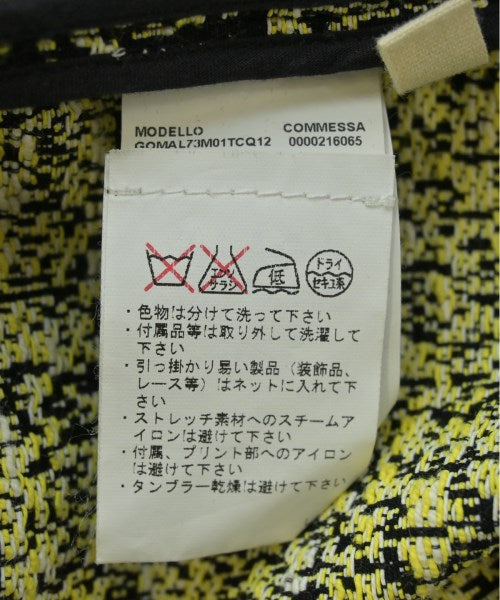 MODELLO COMMESSA
GOMAL73M01TCQ12 0000216065
エンソ
サラシ
低
ドライ
セキユ系
・色物は分けて洗って下さい
・付属品等は取り外して洗濯して
下さい
・引っ掛かり易い製品（装飾品、
レース等）はネットに入れて下
さい
・ストレッチ素材へのスチームア
イロンは避けて下さい
・付属、プリント部へのアイロン
は避けて下さい
・タンブラー乾燥は避けて下さい